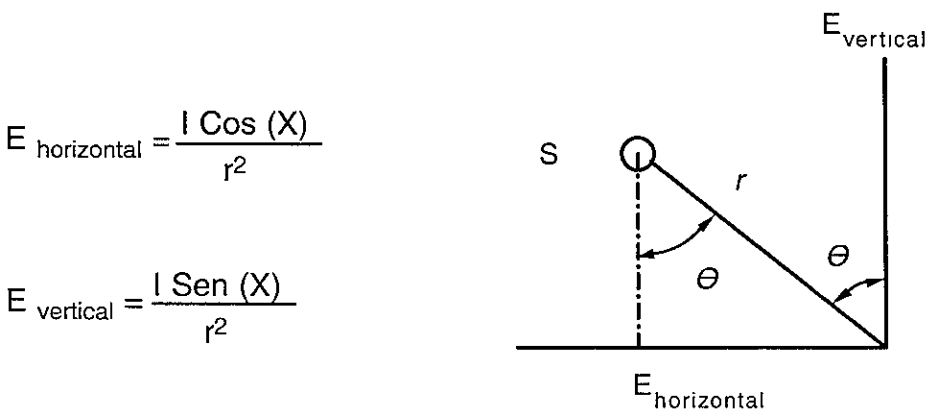 E horizontal = I Cos (X) / r²
E vertical = I Sen (X) / r²
E vertical
S
r
θ
θ
E horizontal